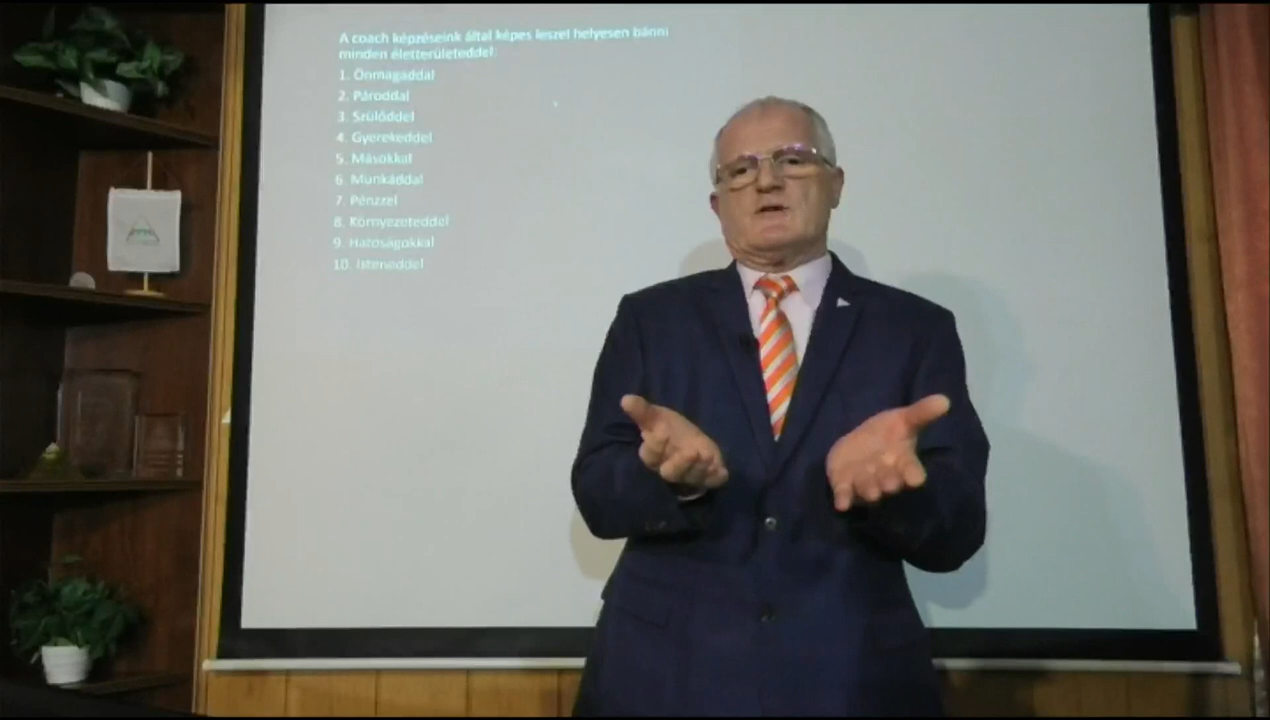 A coach képzéseink által képes leszel helyesen bánni
minden életterületeddel:
1. Önmagaddal
2. Pároddal
3. Szülőddel
4. Gyerekeddel
5. Másokkal
6. Munkáddal
7. Pénzzel
8. Környezeteddel
9. Hatóságokkal
10. Isteneddel